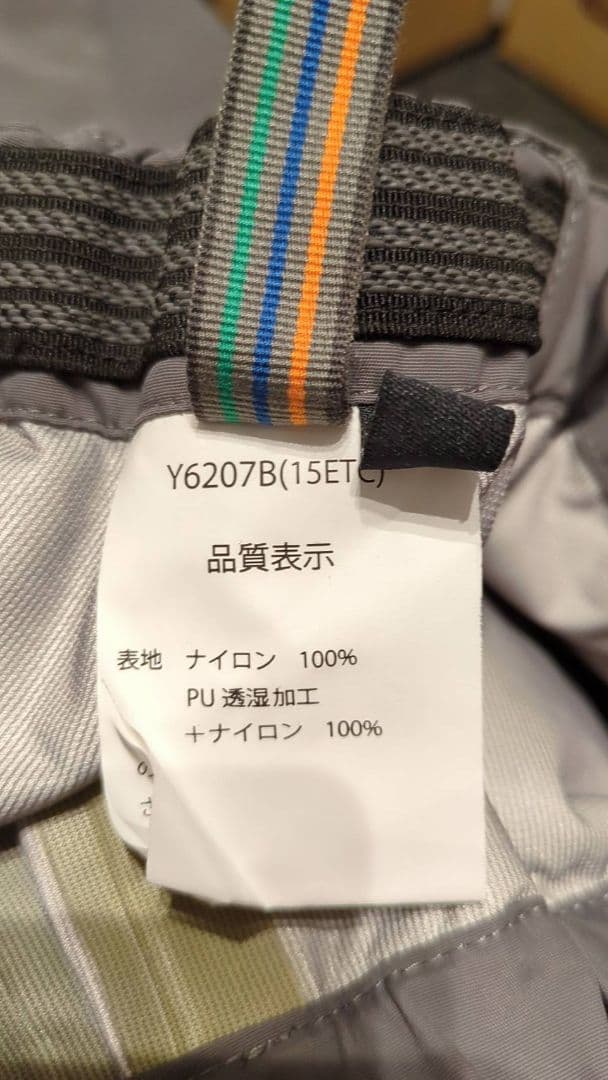 Y6207B(15ETC)
品質表示
表地 ナイロン 100%
PU 透湿加工
＋ナイロン 100%